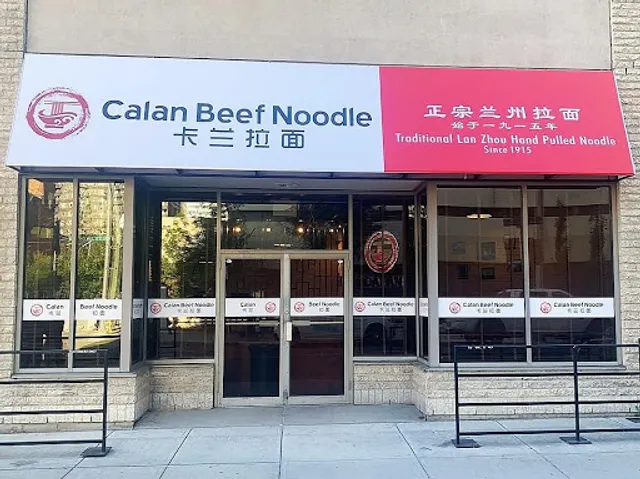 Calan Beef Noodle
卡兰拉面
正宗兰州拉面
始于一九一五年
Traditional Lan Zhou Hand Pulled Noodle
Since 1915
Calan
卡兰
Beef Noodle
拉面
Calan Beef Noodle
卡兰拉面
Calan
卡兰
Beef Noodle
拉面
Calan Beef Noodle
卡兰拉面
Calan Beef Noodle
卡兰拉面
Calan Beef Noodle
卡兰拉面